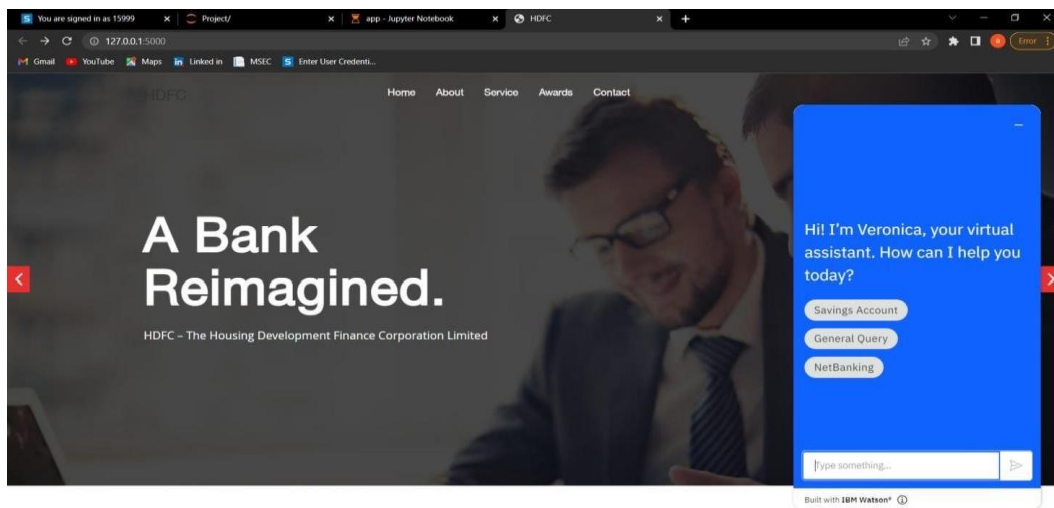 You are signed in as 15999
Project/
app - Jupyter Notebook
HDFC
127.0.0.1:5000
Error
Gmail
YouTube
Maps
Linked in
MSEC
Enter User Credenti...
HDFC
Home About Service Awards Contact
A Bank
Reimagined.
HDFC – The Housing Development Finance Corporation Limited
Hi! I'm Veronica, your virtual
assistant. How can I help you
today?
Savings Account
General Query
NetBanking
Type something...
Built with IBM Watson®